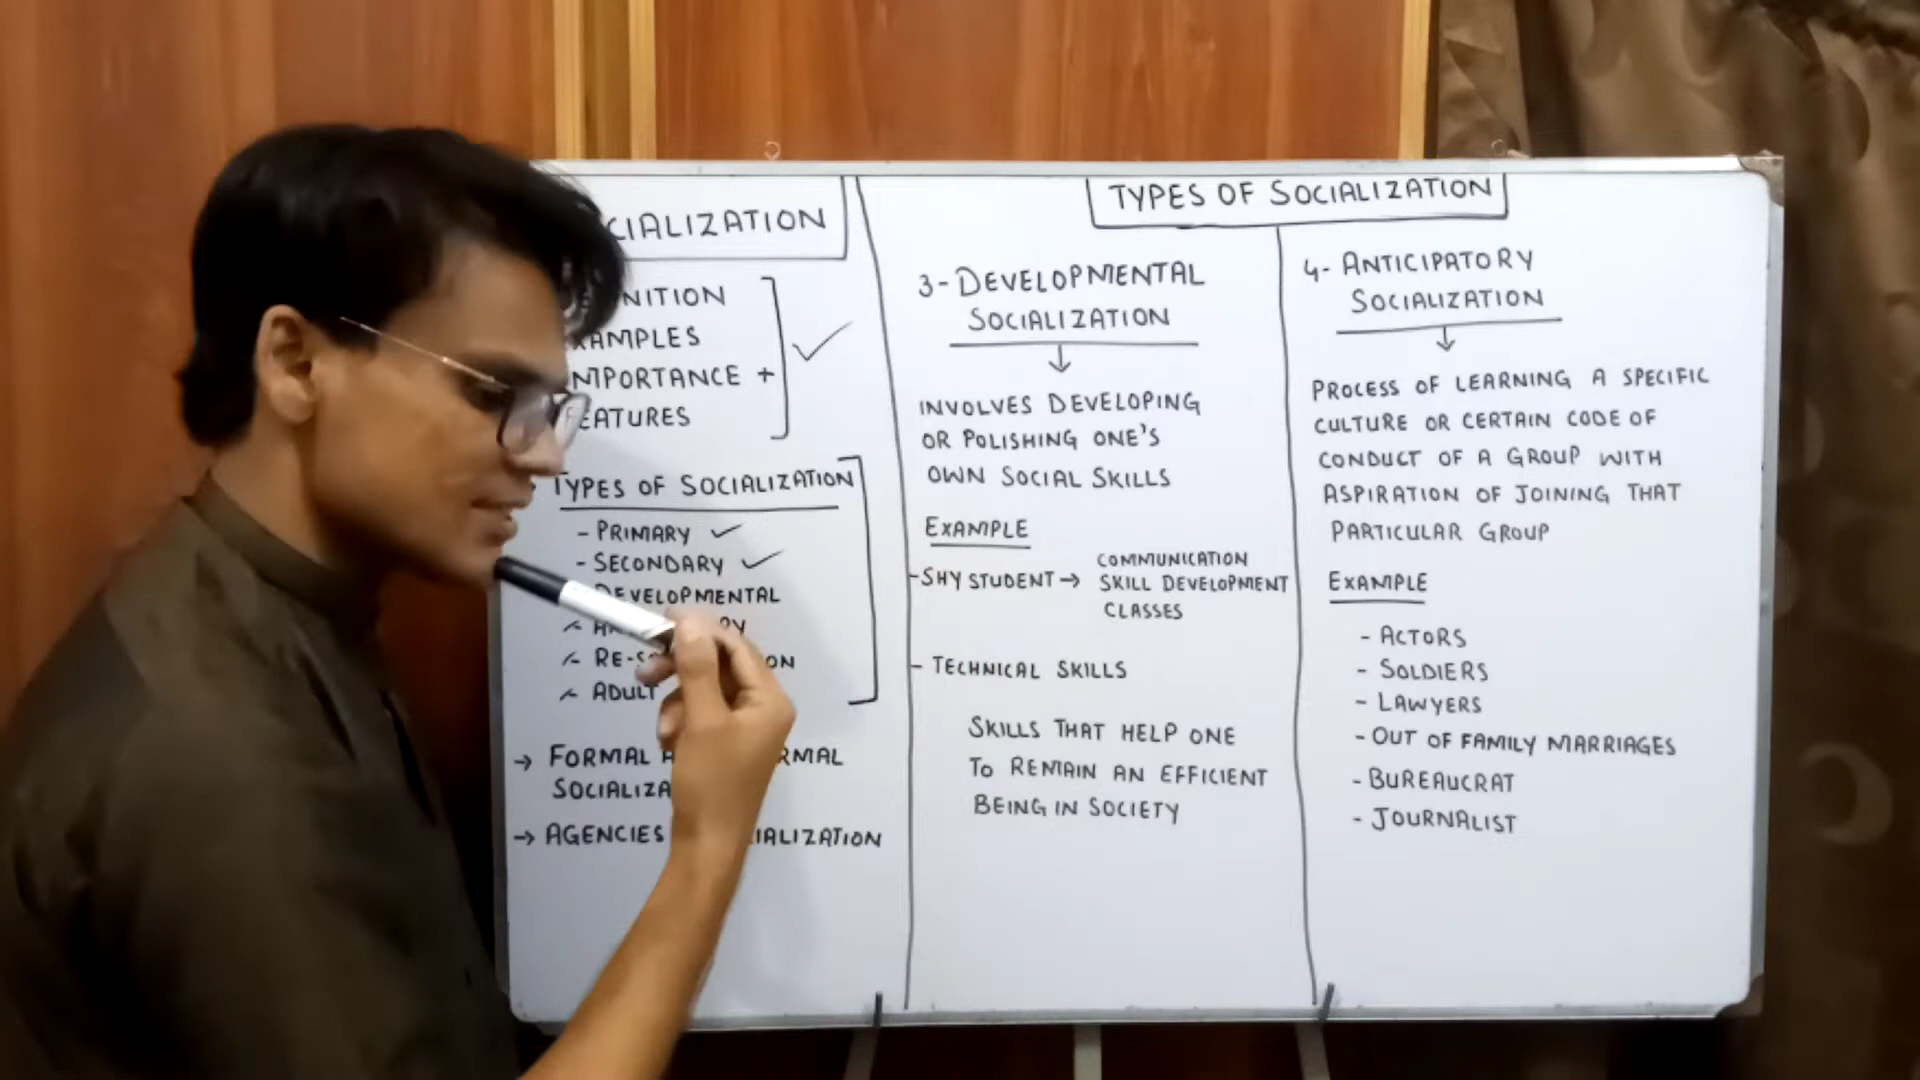 CIALIZATION
NITION
AMPLES
IMPORTANCE +
FEATURES
TYPES OF SOCIALIZATION
- PRIMARY
- SECONDARY
DEVELOPMENTAL
RE-S ON
ADULT
→ FORMAL RMAL
SOCIALIZA
→ AGENCIES IALIZATION
TYPES OF SOCIALIZATION
3- DEVELOPMENTAL
SOCIALIZATION
INVOLVES DEVELOPING
OR POLISHING ONE'S
OWN SOCIAL SKILLS
EXAMPLE
- SHY STUDENT → COMMUNICATION
SKILL DEVELOPMENT
CLASSES
- TECHNICAL SKILLS
SKILLS THAT HELP ONE
TO REMAIN AN EFFICIENT
BEING IN SOCIETY
4- ANTICIPATORY
SOCIALIZATION
PROCESS OF LEARNING A SPECIFIC
CULTURE OR CERTAIN CODE OF
CONDUCT OF A GROUP WITH
ASPIRATION OF JOINING THAT
PARTICULAR GROUP
EXAMPLE
- ACTORS
- SOLDIERS
- LAWYERS
- OUT OF FAMILY MARRIAGES
- BUREAUCRAT
- JOURNALIST